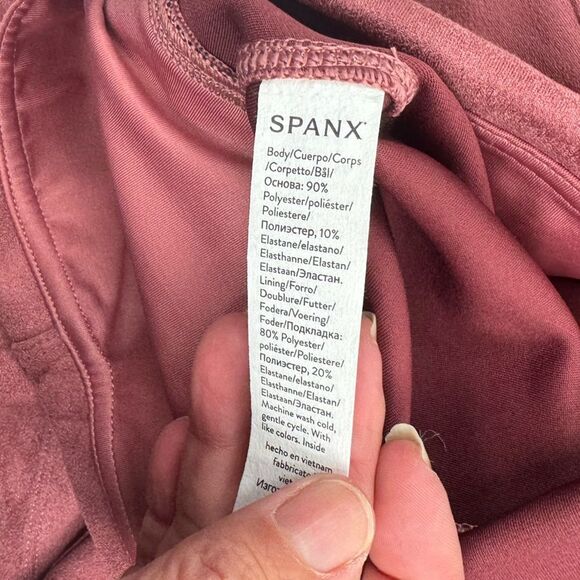 SPANX
Body/Cuerpo/Corps
/Corpetto/Bål/
Основа: 90%
Polyester/poliéster/
Poliestere/
Полиэстер, 10%
Elastane/elastano/
Elasthanne/Elastan/
Elastaan/Эластан.
Lining/Forro/
Doublure/Futter/
Fodera/Voering/
Foder/Подкладка:
80% Polyester/
poliéster/Poliestere/
Полиэстер, 20%
Elastane/elastano/
Elasthanne/Elastan/
Elastaan/Эластан.
Machine wash cold,
gentle cycle. With
like colors. Inside
hecho en vietnam
fabbricato